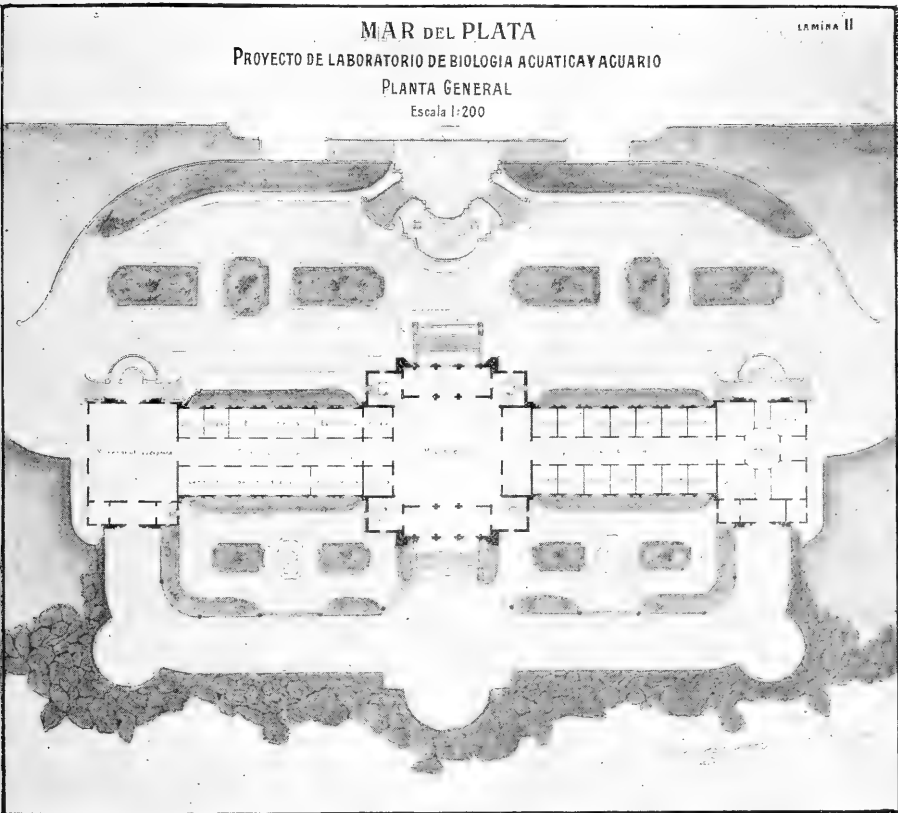 MAR DEL PLATA
LAMINA II
PROYECTO DE LABORATORIO DE BIOLOGIA ACUATICA Y ACUARIO
PLANTA GENERAL
Escala 1:200